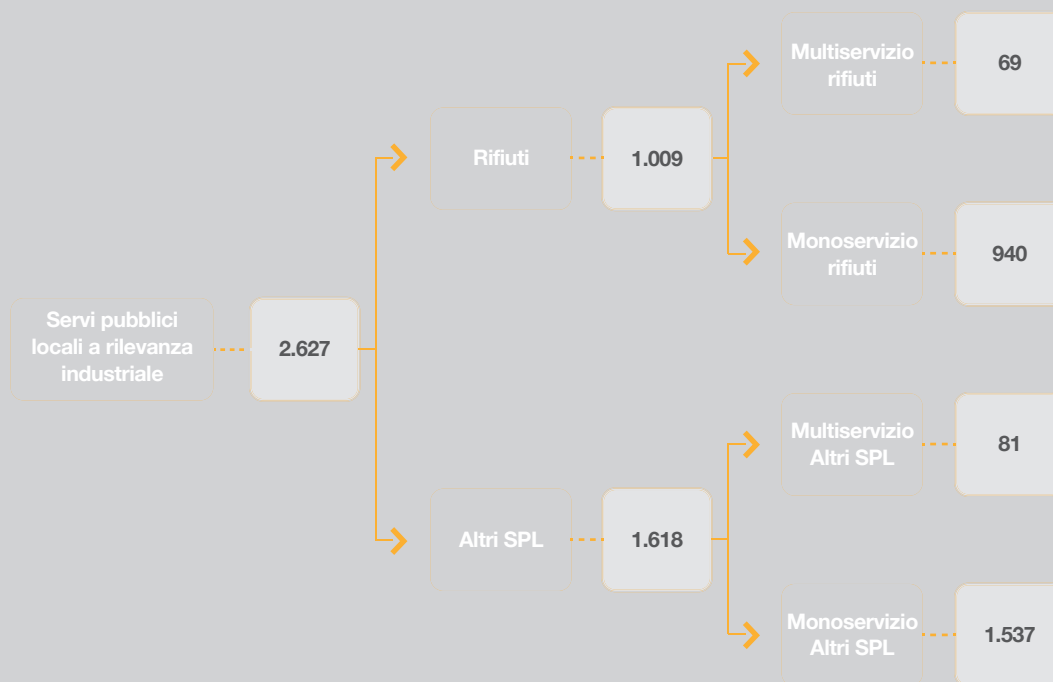 Servi pubblici
locali a rilevanza
industriale
2.627
Rifiuti
1.009
Multiservizio
rifiuti
69
Monoservizio
rifiuti
940
Altri SPL
1.618
Multiservizio
Altri SPL
81
Monoservizio
Altri SPL
1.537